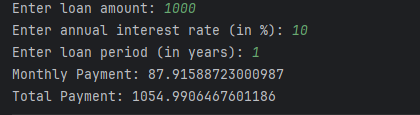 Enter loan amount: 1000
Enter annual interest rate (in %): 10
Enter loan period (in years): 1
Monthly Payment: 87.91588723000987
Total Payment: 1054.9906467601186